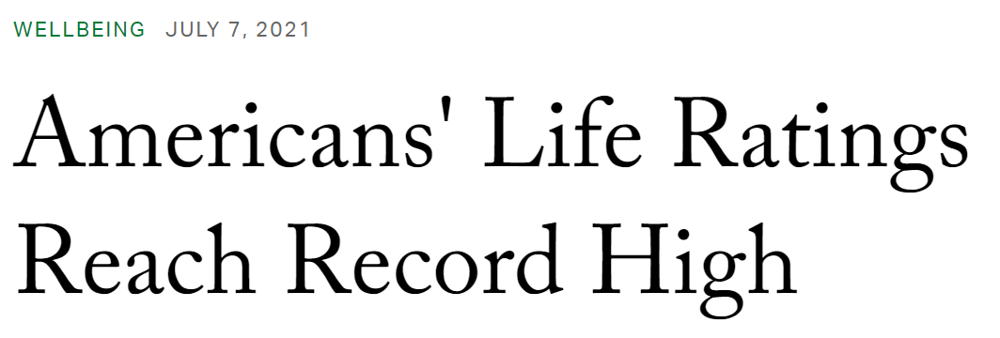 WELLBEING JULY 7, 2021
Americans' Life Ratings
Reach Record High